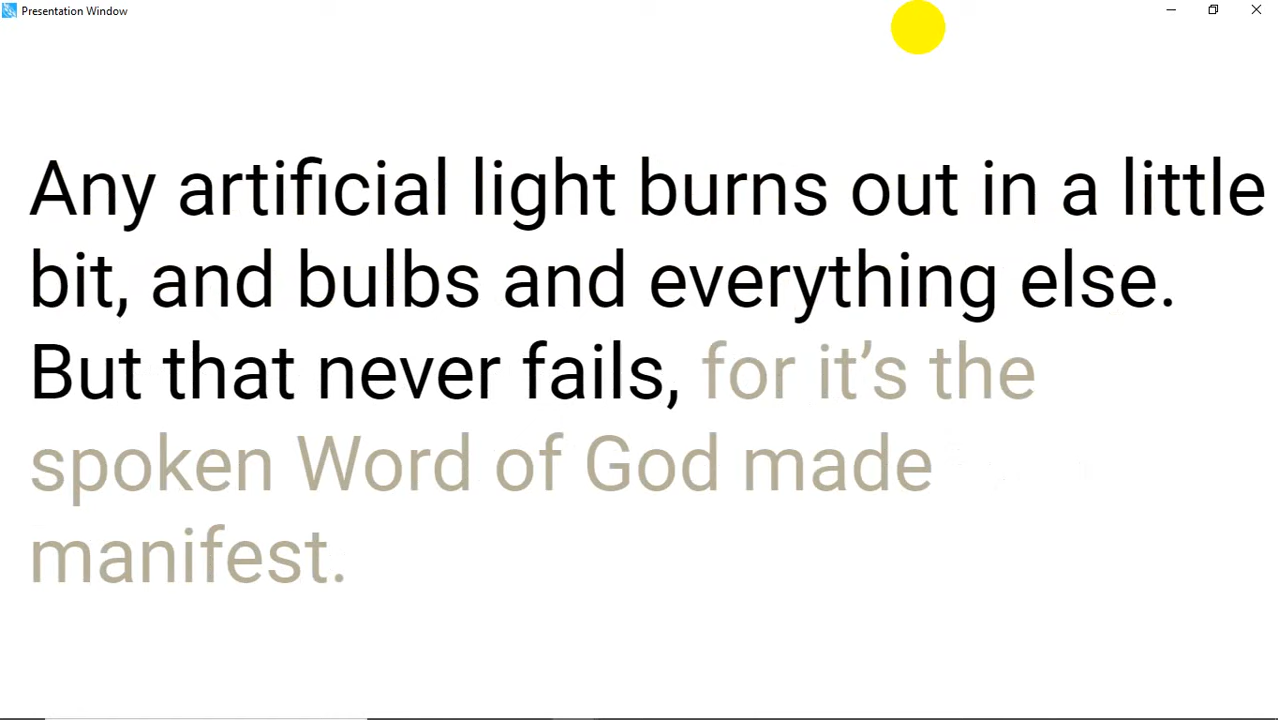 Presentation Window
Any artificial light burns out in a little
bit, and bulbs and everything else.
But that never fails, for it’s the
spoken Word of God made
manifest.